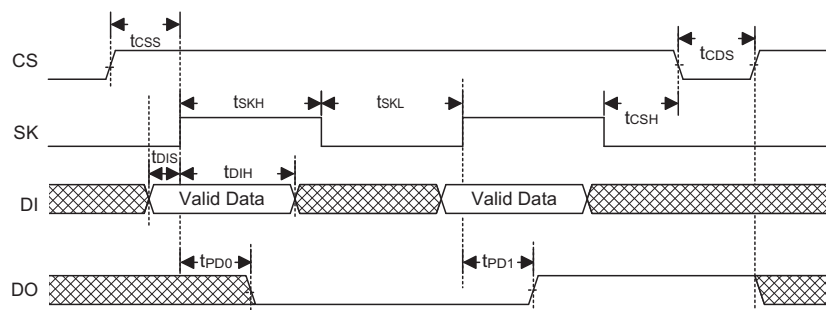 tCSS
CS
tCDS
tSKH
tSKL
tCSH
SK
tDIS
tDIH
DI
Valid Data
Valid Data
tPD0
tPD1
DO